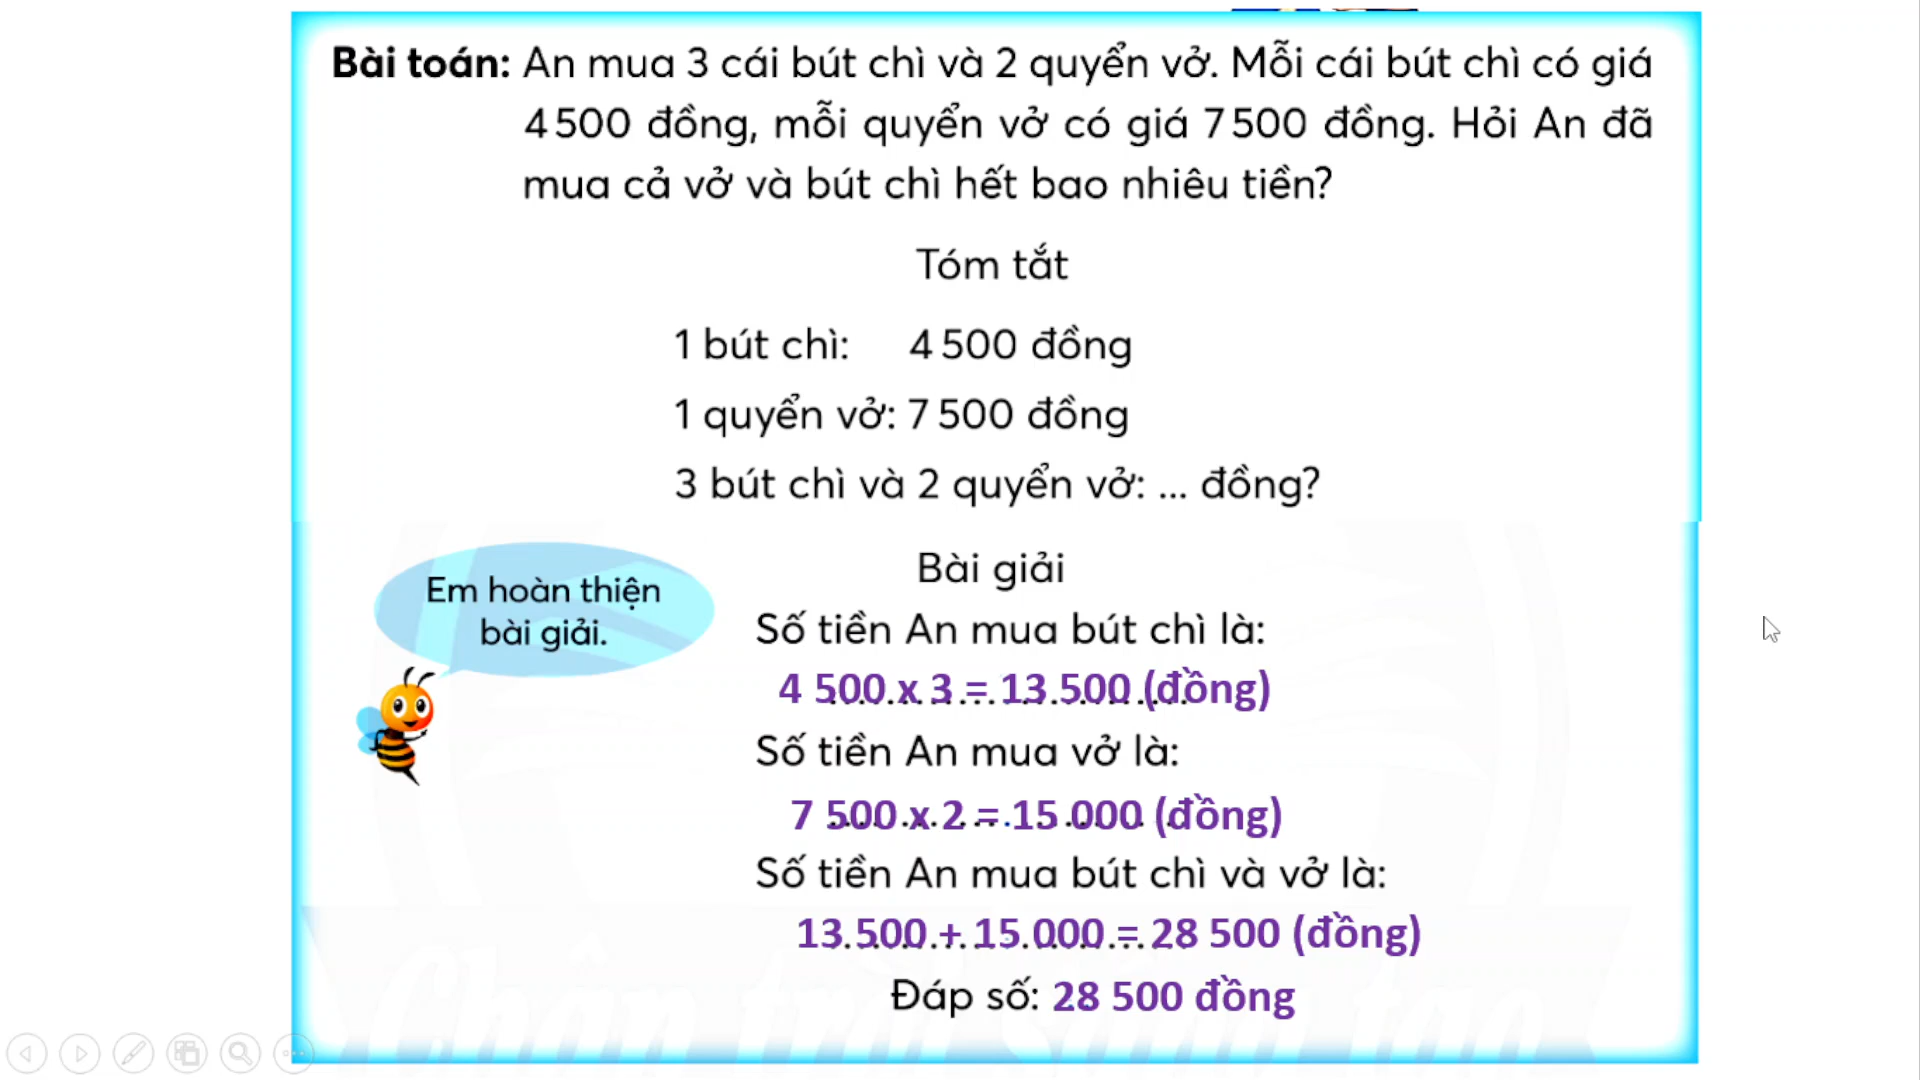 Bài toán: An mua 3 cái bút chì và 2 quyển vở. Mỗi cái bút chì có giá
4 500 đồng, mỗi quyển vở có giá 7 500 đồng. Hỏi An đã
mua cả vở và bút chì hết bao nhiêu tiền?
Tóm tắt
1 bút chì: 4 500 đồng
1 quyển vở: 7 500 đồng
3 bút chì và 2 quyển vở: ... đồng?
Em hoàn thiện
bài giải.
Bài giải
Số tiền An mua bút chì là:
4 500 x 3 = 13 500 (đồng)
Số tiền An mua vở là:
7 500 x 2 = 15 000 (đồng)
Số tiền An mua bút chì và vở là:
13 500 + 15 000 = 28 500 (đồng)
Đáp số: 28 500 đồng